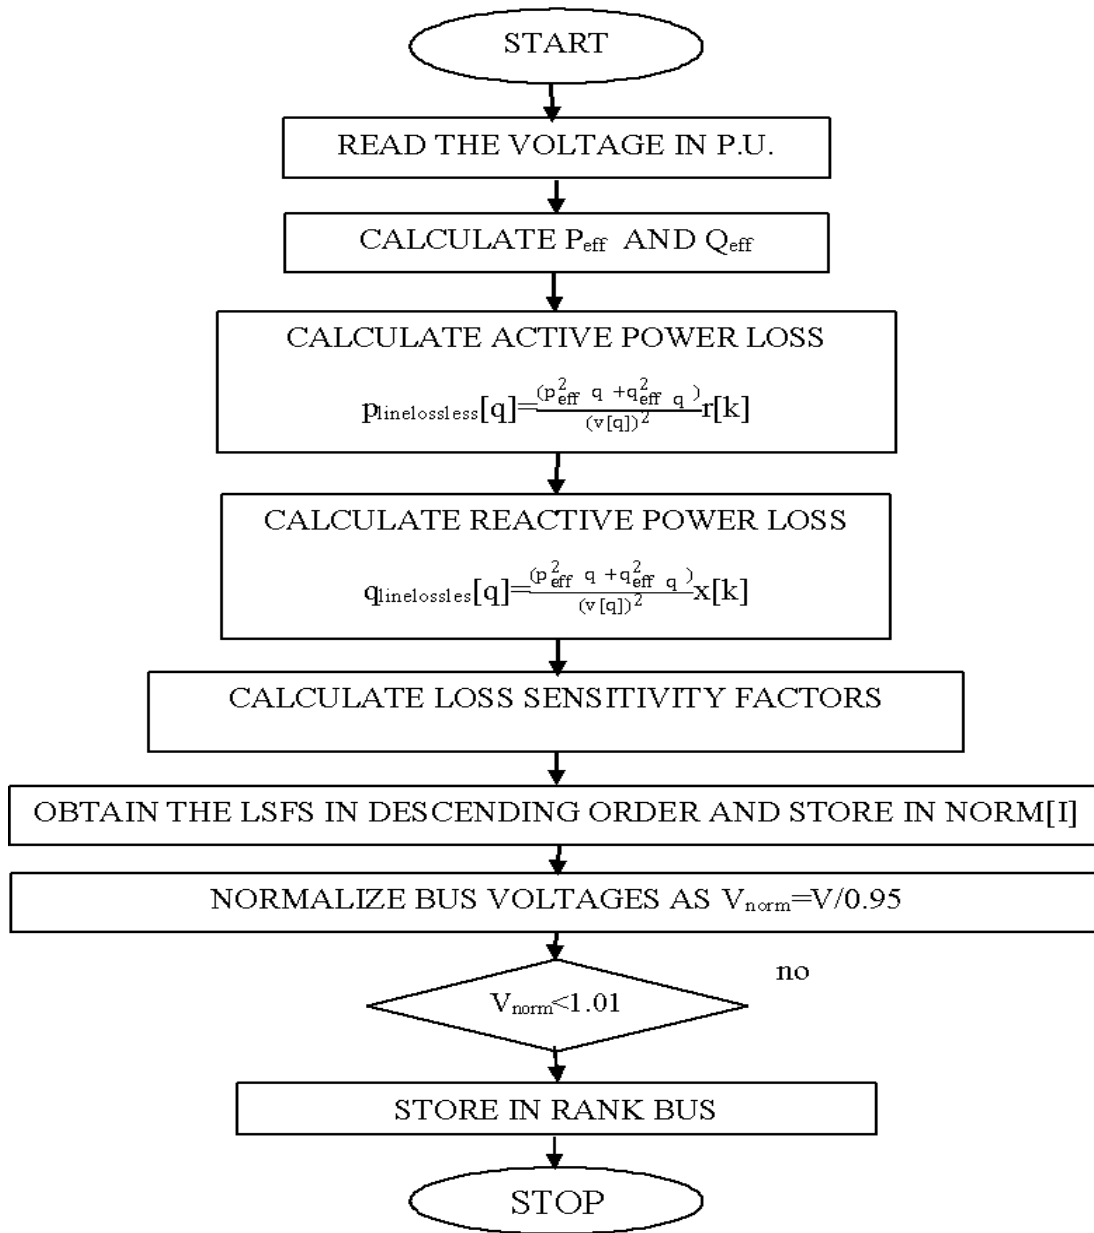 START
READ THE VOLTAGE IN P.U.
CALCULATE Peff AND Qeff
CALCULATE ACTIVE POWER LOSS
plinelossless[q]=(p²eff q +q²eff q )/(v[q])² r[k]
CALCULATE REACTIVE POWER LOSS
qlinelossles[q]=(p²eff q +q²eff q )/(v[q])² x[k]
CALCULATE LOSS SENSITIVITY FACTORS
OBTAIN THE LSFS IN DESCENDING ORDER AND STORE IN NORM[I]
NORMALIZE BUS VOLTAGES AS Vnorm=V/0.95
no
Vnorm<1.01
STORE IN RANK BUS
STOP